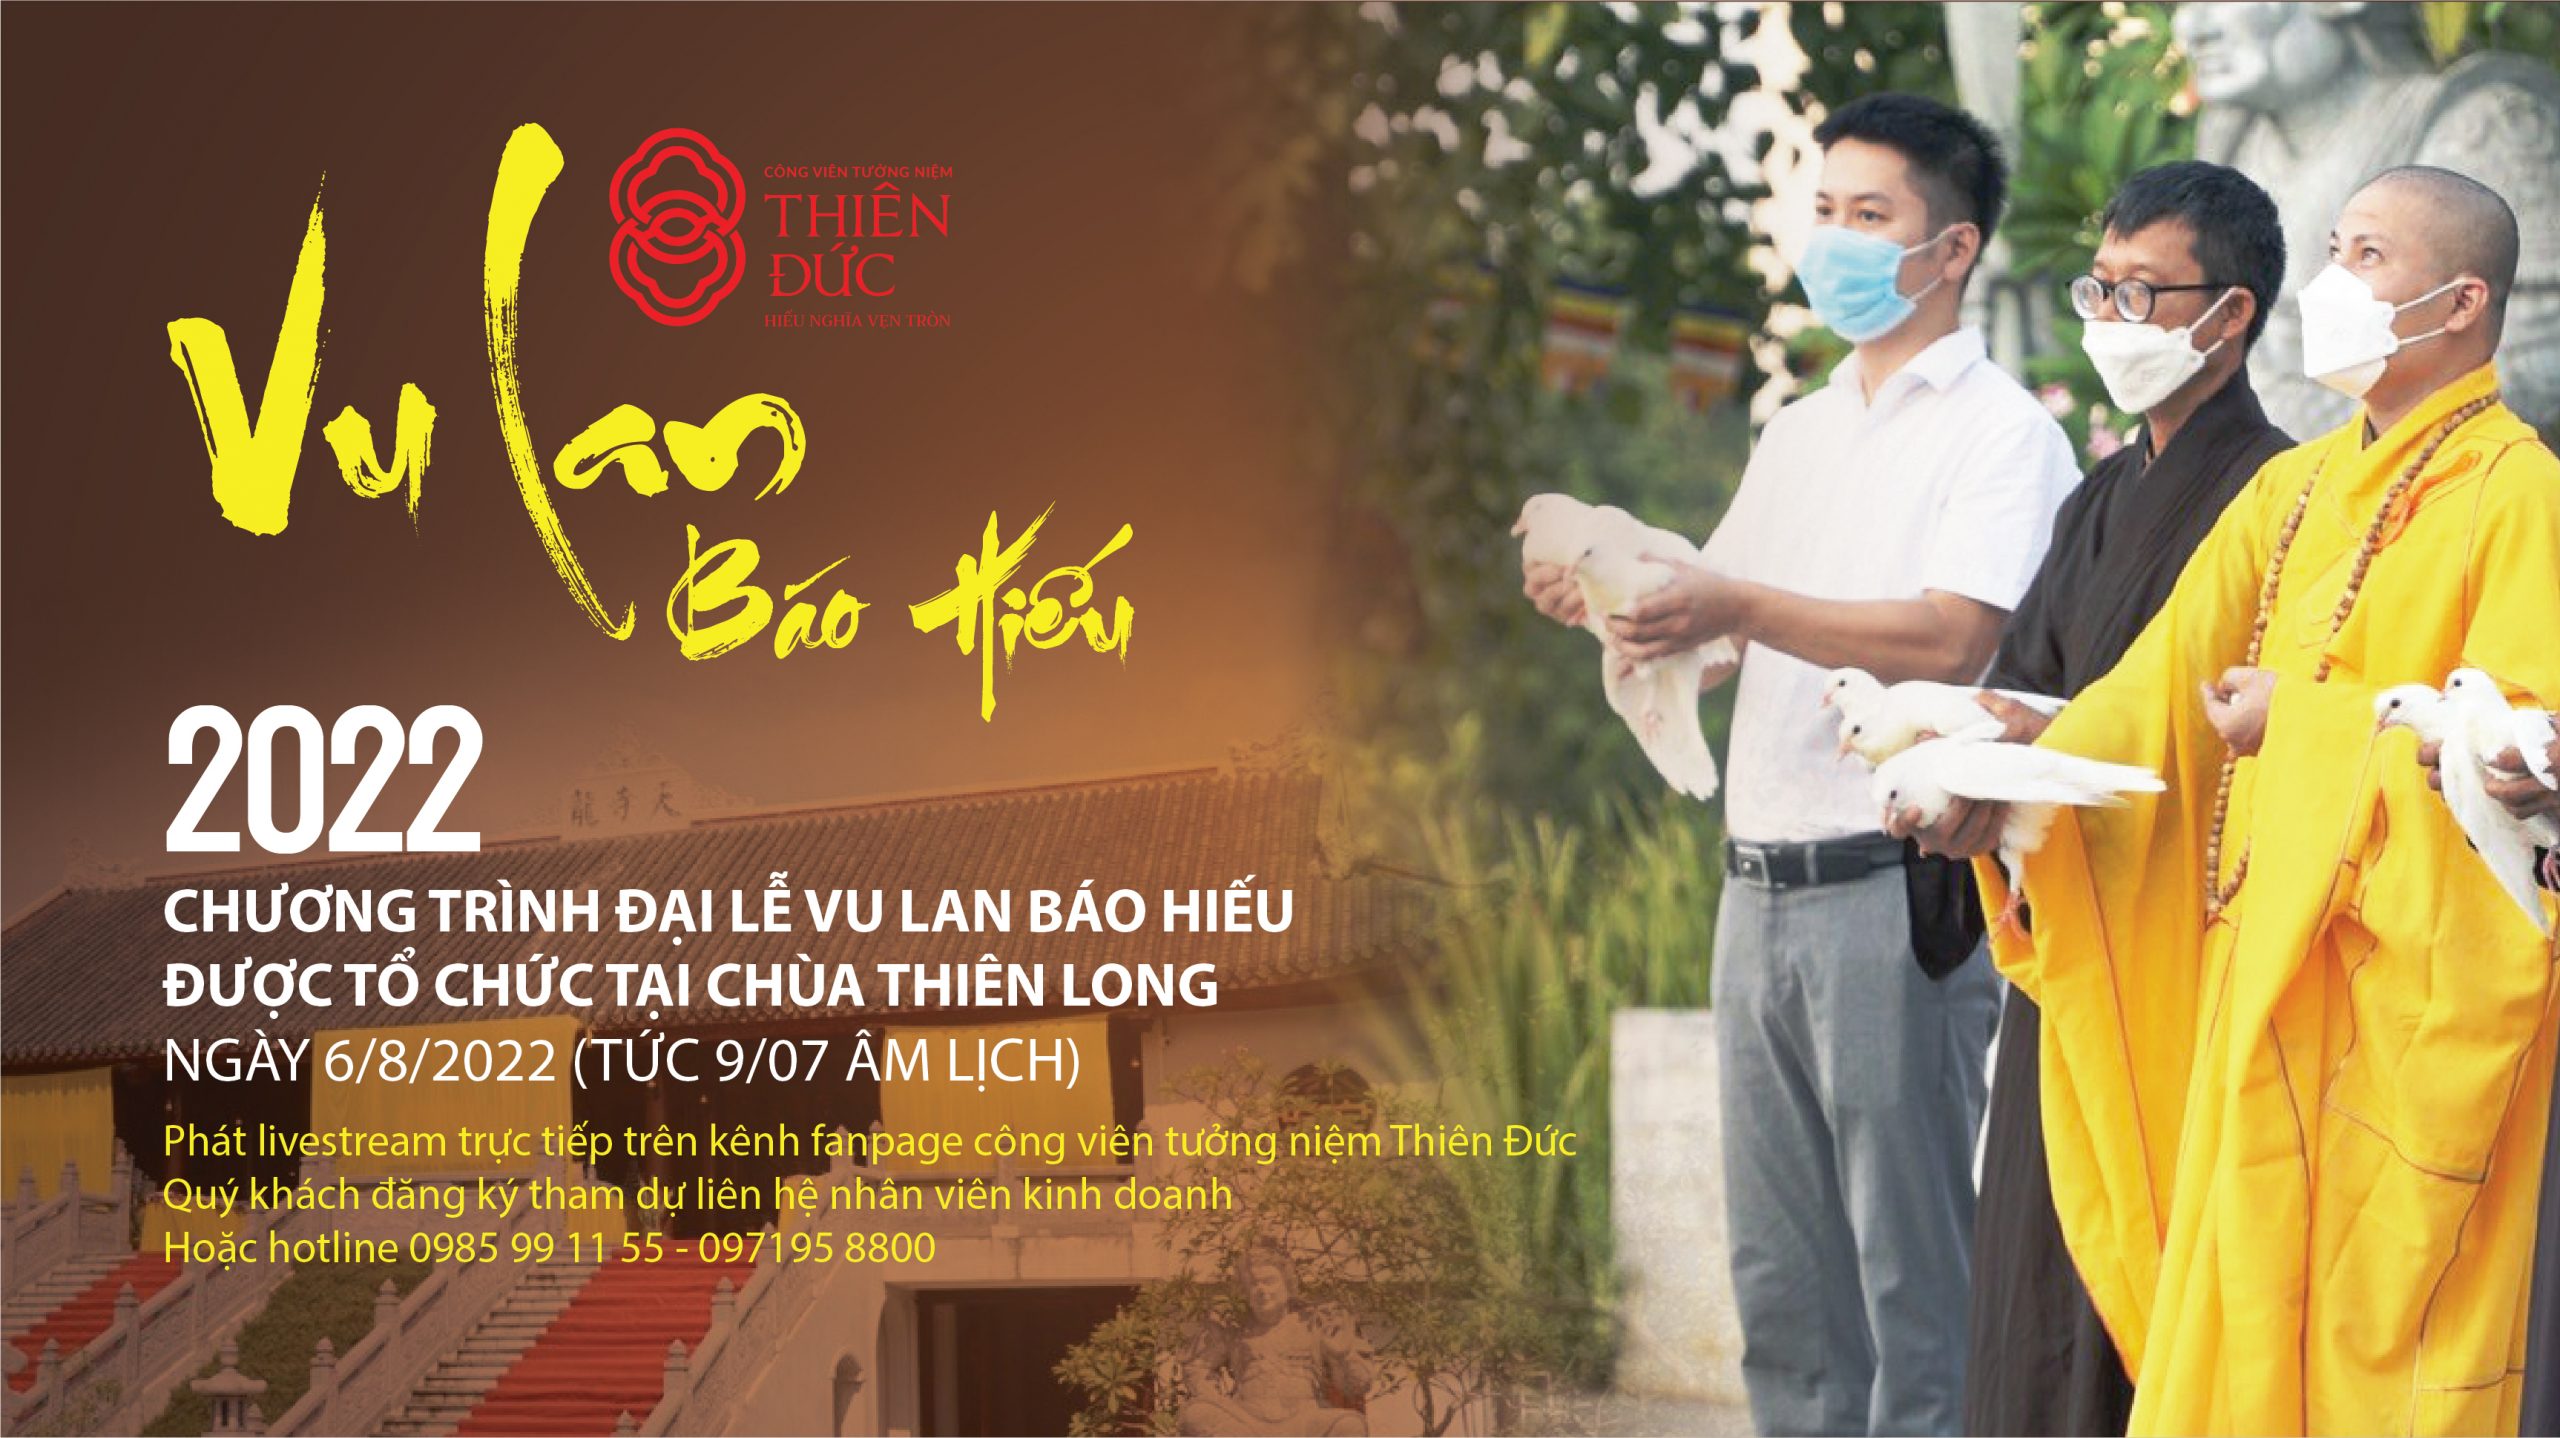 Vu Lan
Báo Hiếu
CÔNG VIÊN TƯỞNG NIỆM
THIÊN
ĐỨC
HIẾU NGHĨA VẸN TRÒN
2022
CHƯƠNG TRÌNH ĐẠI LỄ VU LAN BÁO HIẾU
ĐƯỢC TỔ CHỨC TẠI CHÙA THIÊN LONG
NGÀY 6/8/2022 (TỨC 9/07 ÂM LỊCH)
Phát livestream trực tiếp trên kênh fanpage công viên tưởng niệm Thiên Đức
Quý khách đăng ký tham dự liên hệ nhân viên kinh doanh
Hoặc hotline 0985 99 11 55 - 097195 8800
龍寺天